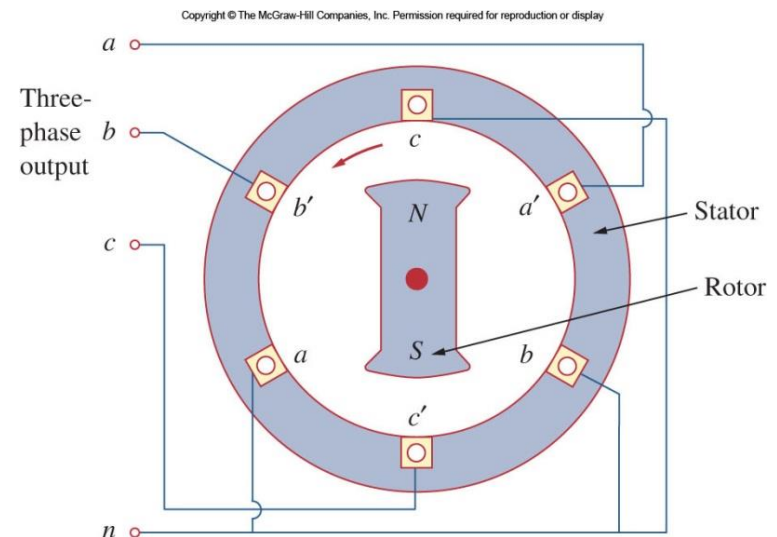 Copyright © The McGraw-Hill Companies, Inc. Permission required for reproduction or display
a
Three-
phase
output
b
c
n
c
b′
a′
N
S
a
b
c′
Stator
Rotor